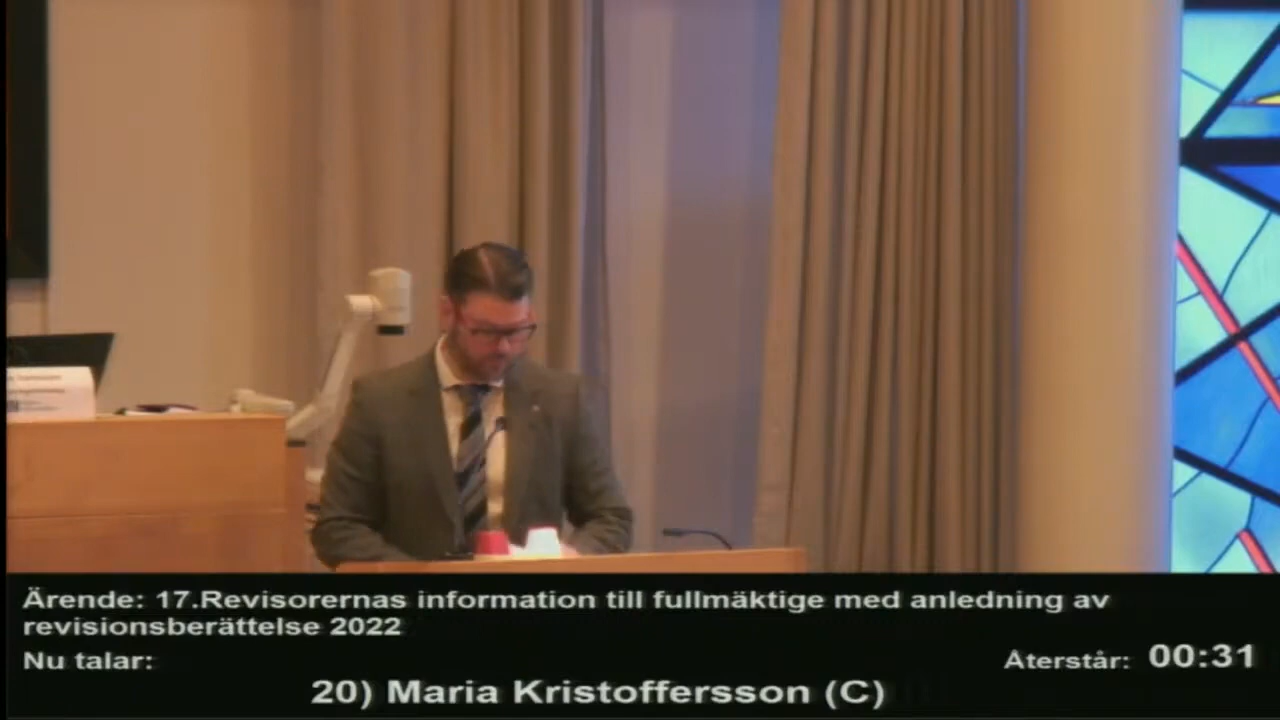 Ärende: 17.Revisorernas information till fullmäktige med anledning av
revisionsberättelse 2022
Nu talar:
Återstår: 00:31
20) Maria Kristoffersson (C)